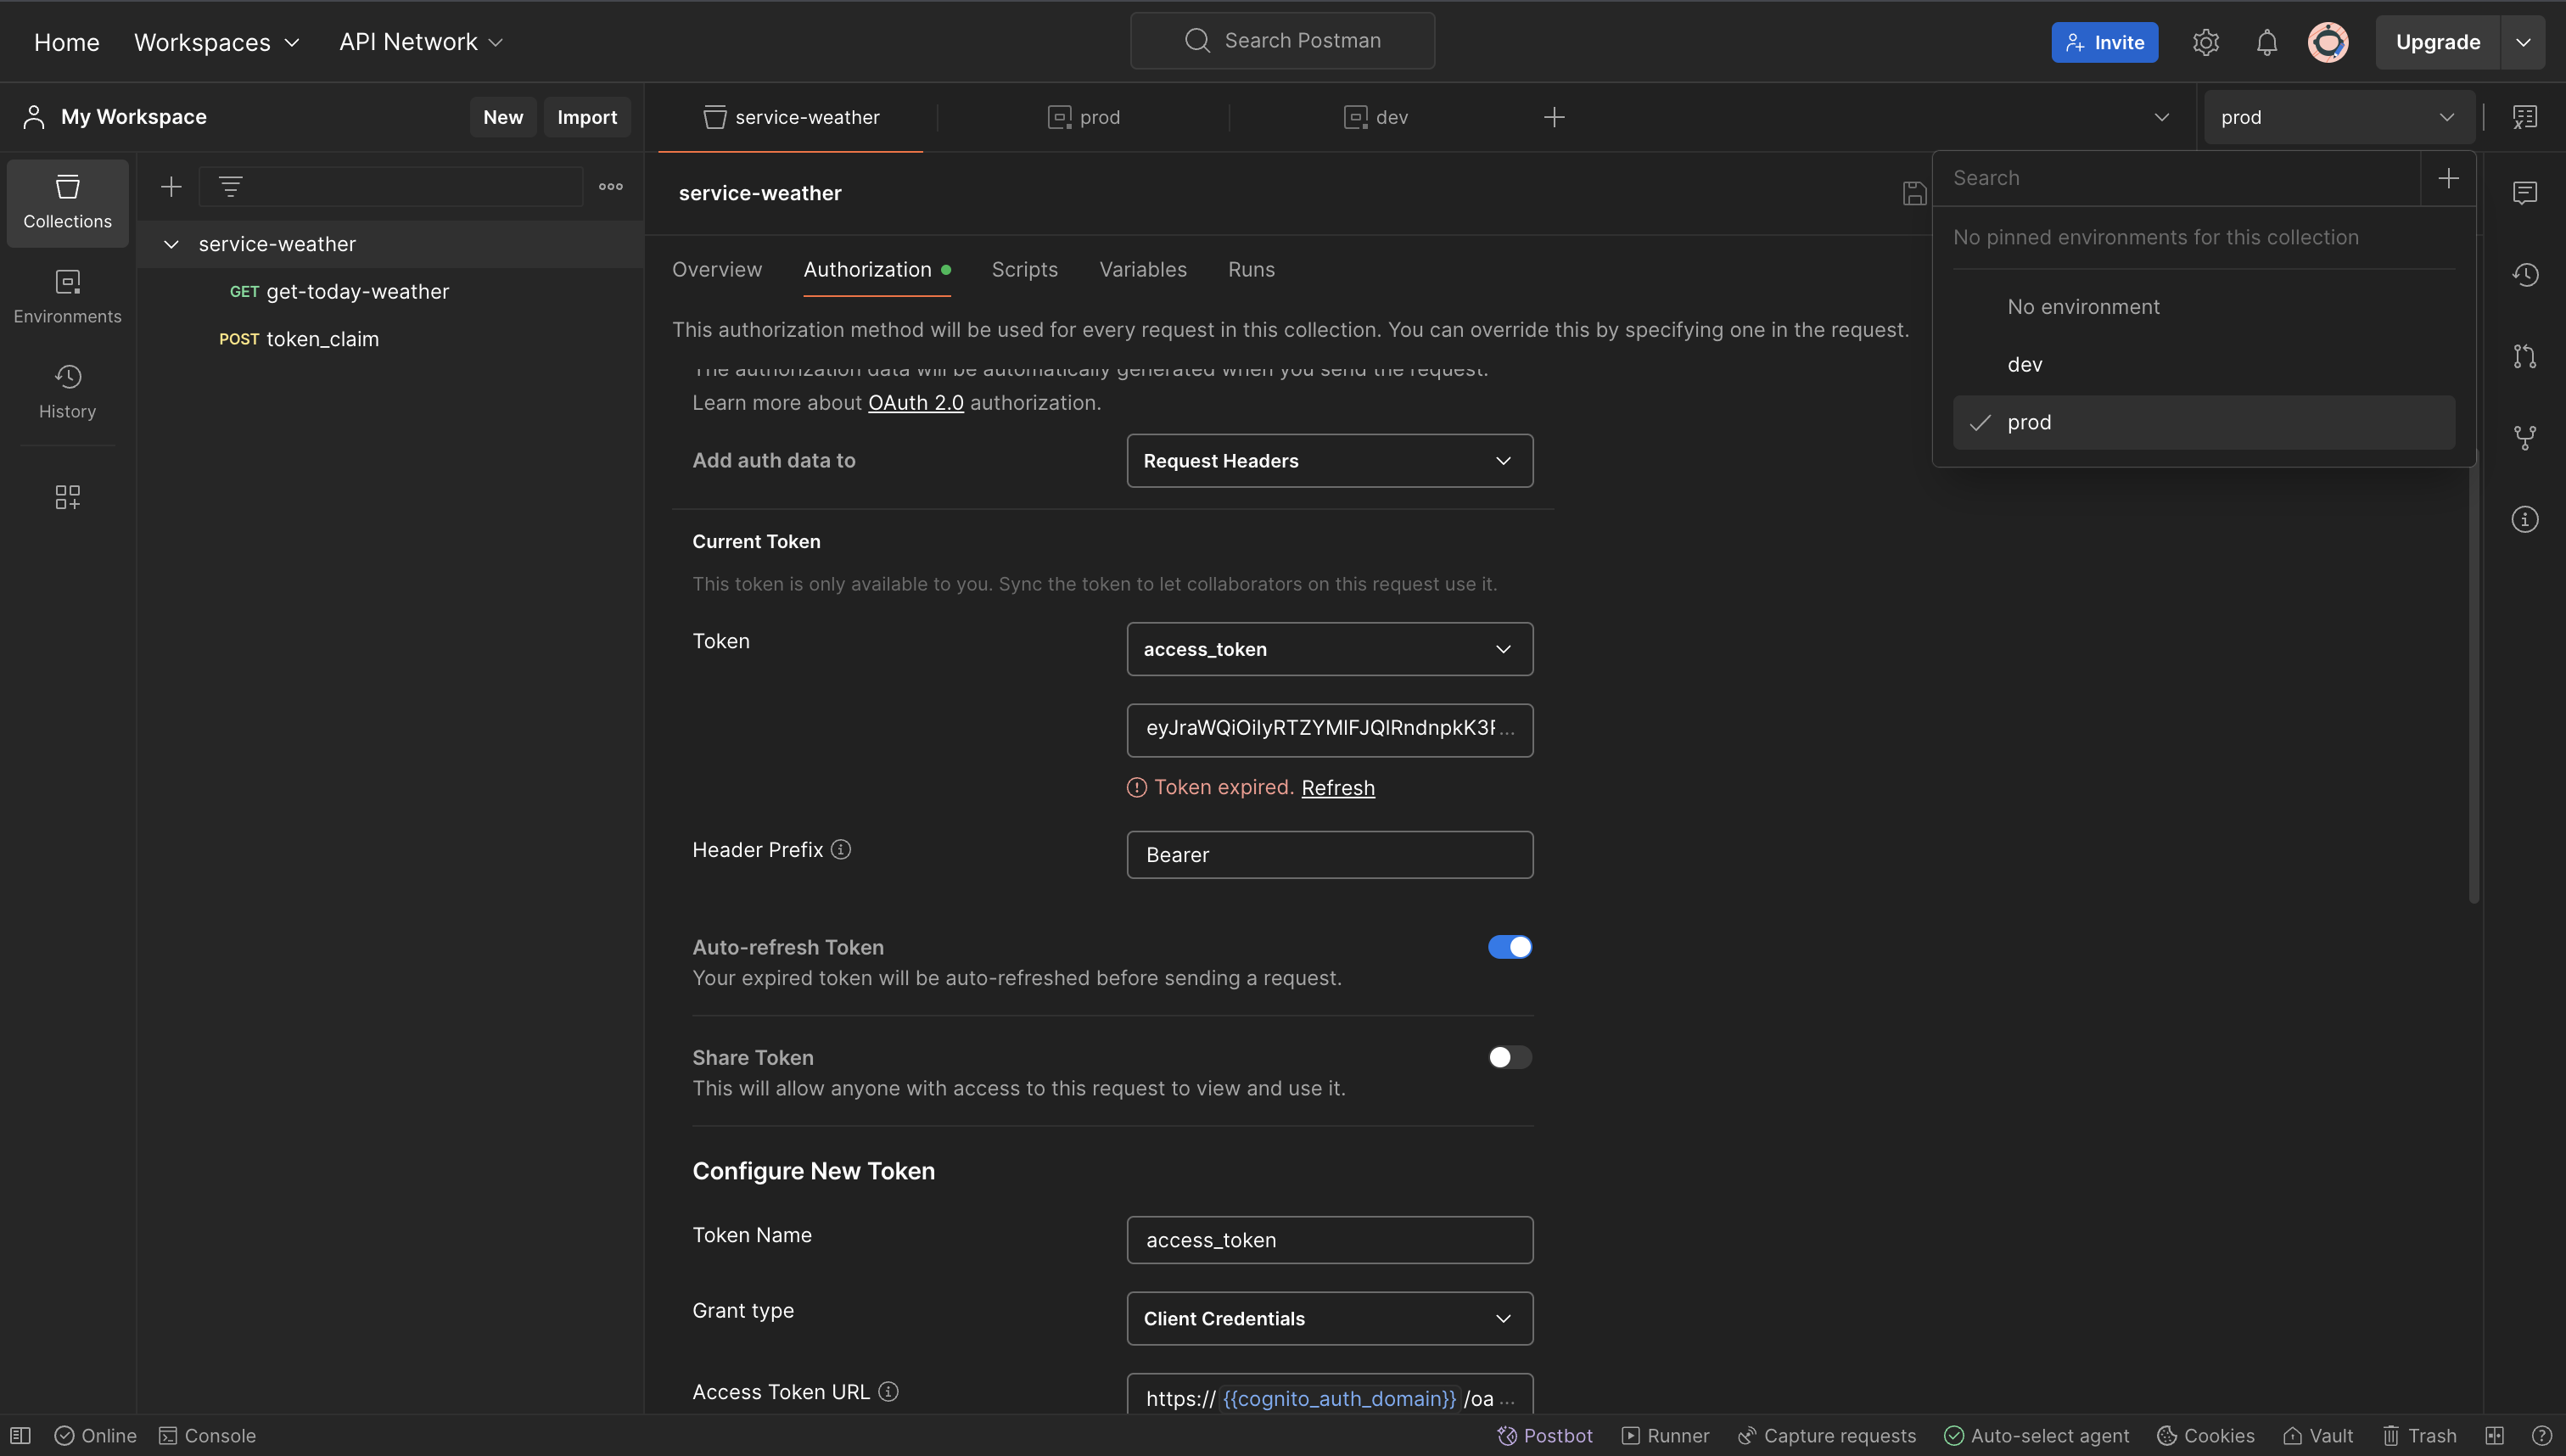 Home
Workspaces
API Network
Search Postman
Invite
Upgrade
My Workspace
New
Import
service-weather
prod
dev
prod
Collections
Environments
History
service-weather
GET get-today-weather
POST token_claim
service-weather
Overview
Authorization
Scripts
Variables
Runs
This authorization method will be used for every request in this collection. You can override this by specifying one in the request.
The authorization data will be automatically generated when you send the request.
Learn more about OAuth 2.0 authorization.
Add auth data to
Request Headers
Current Token
This token is only available to you. Sync the token to let collaborators on this request use it.
Token
access_token
Token expired. Refresh
Header Prefix
Bearer
Auto-refresh Token
Your expired token will be auto-refreshed before sending a request.
Share Token
This will allow anyone with access to this request to view and use it.
Configure New Token
Token Name
access_token
Grant type
Client Credentials
Access Token URL
https://{{cognito_auth_domain}}/oa ...
Search
No pinned environments for this collection
No environment
dev
prod
Online
Console
Postbot
Runner
Capture requests
Auto-select agent
Cookies
Vault
Trash